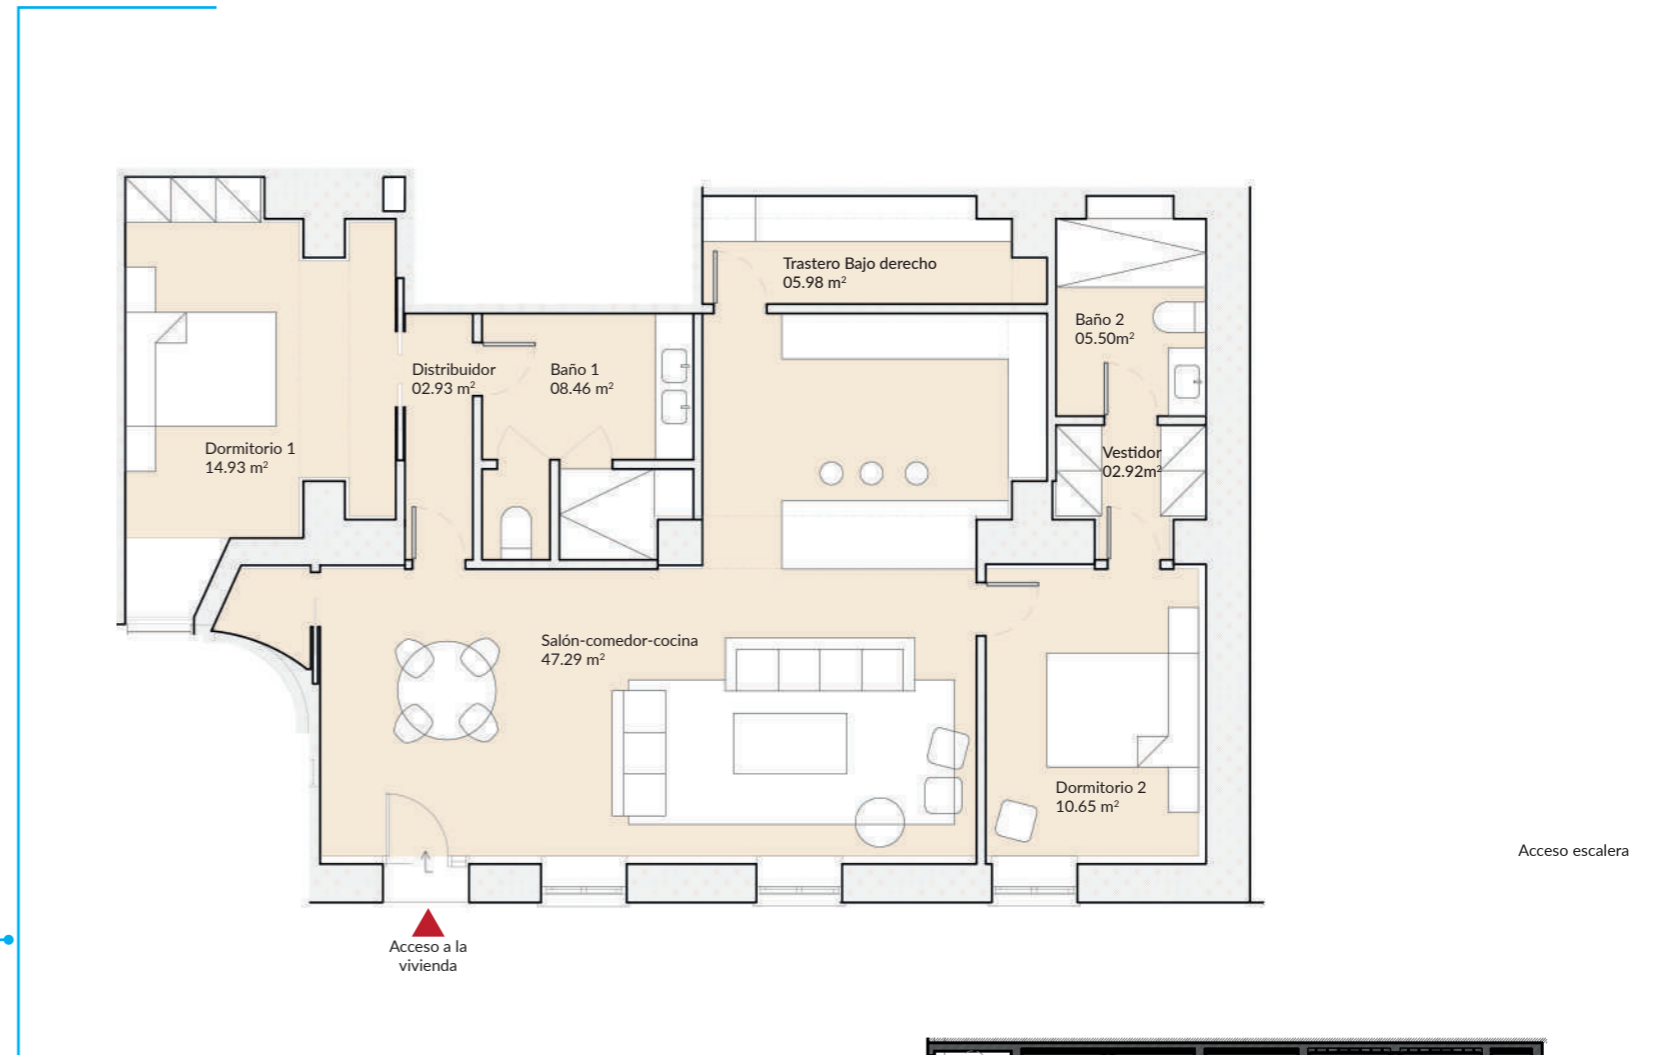 Trastero Bajo derecho
05.98 m²
Baño 2
05.50m²
Distribuidor
02.93 m²
Baño 1
08.46 m²
Dormitorio 1
14.93 m²
Vestidor
02.92m²
Salón-comedor-cocina
47.29 m²
Dormitorio 2
10.65 m²
Acceso escalera
Acceso a la
vivienda